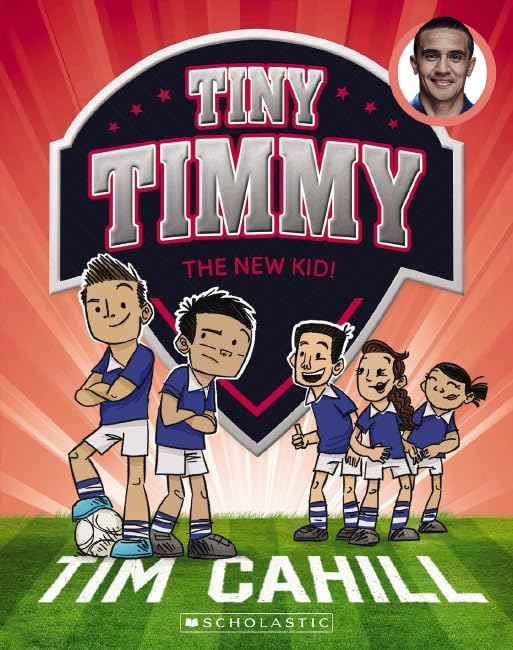 TINY
TIMMY
THE NEW KID!
TIM CAHILL
SCHOLASTIC